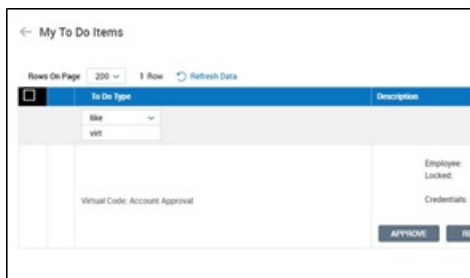 ← My To Do Items
Rows On Page 200 1 Row Refresh Data
To Do Type Description
like
virt
Employee:
Locked:
Virtual Code: Account Approval Credentials:
APPROVE